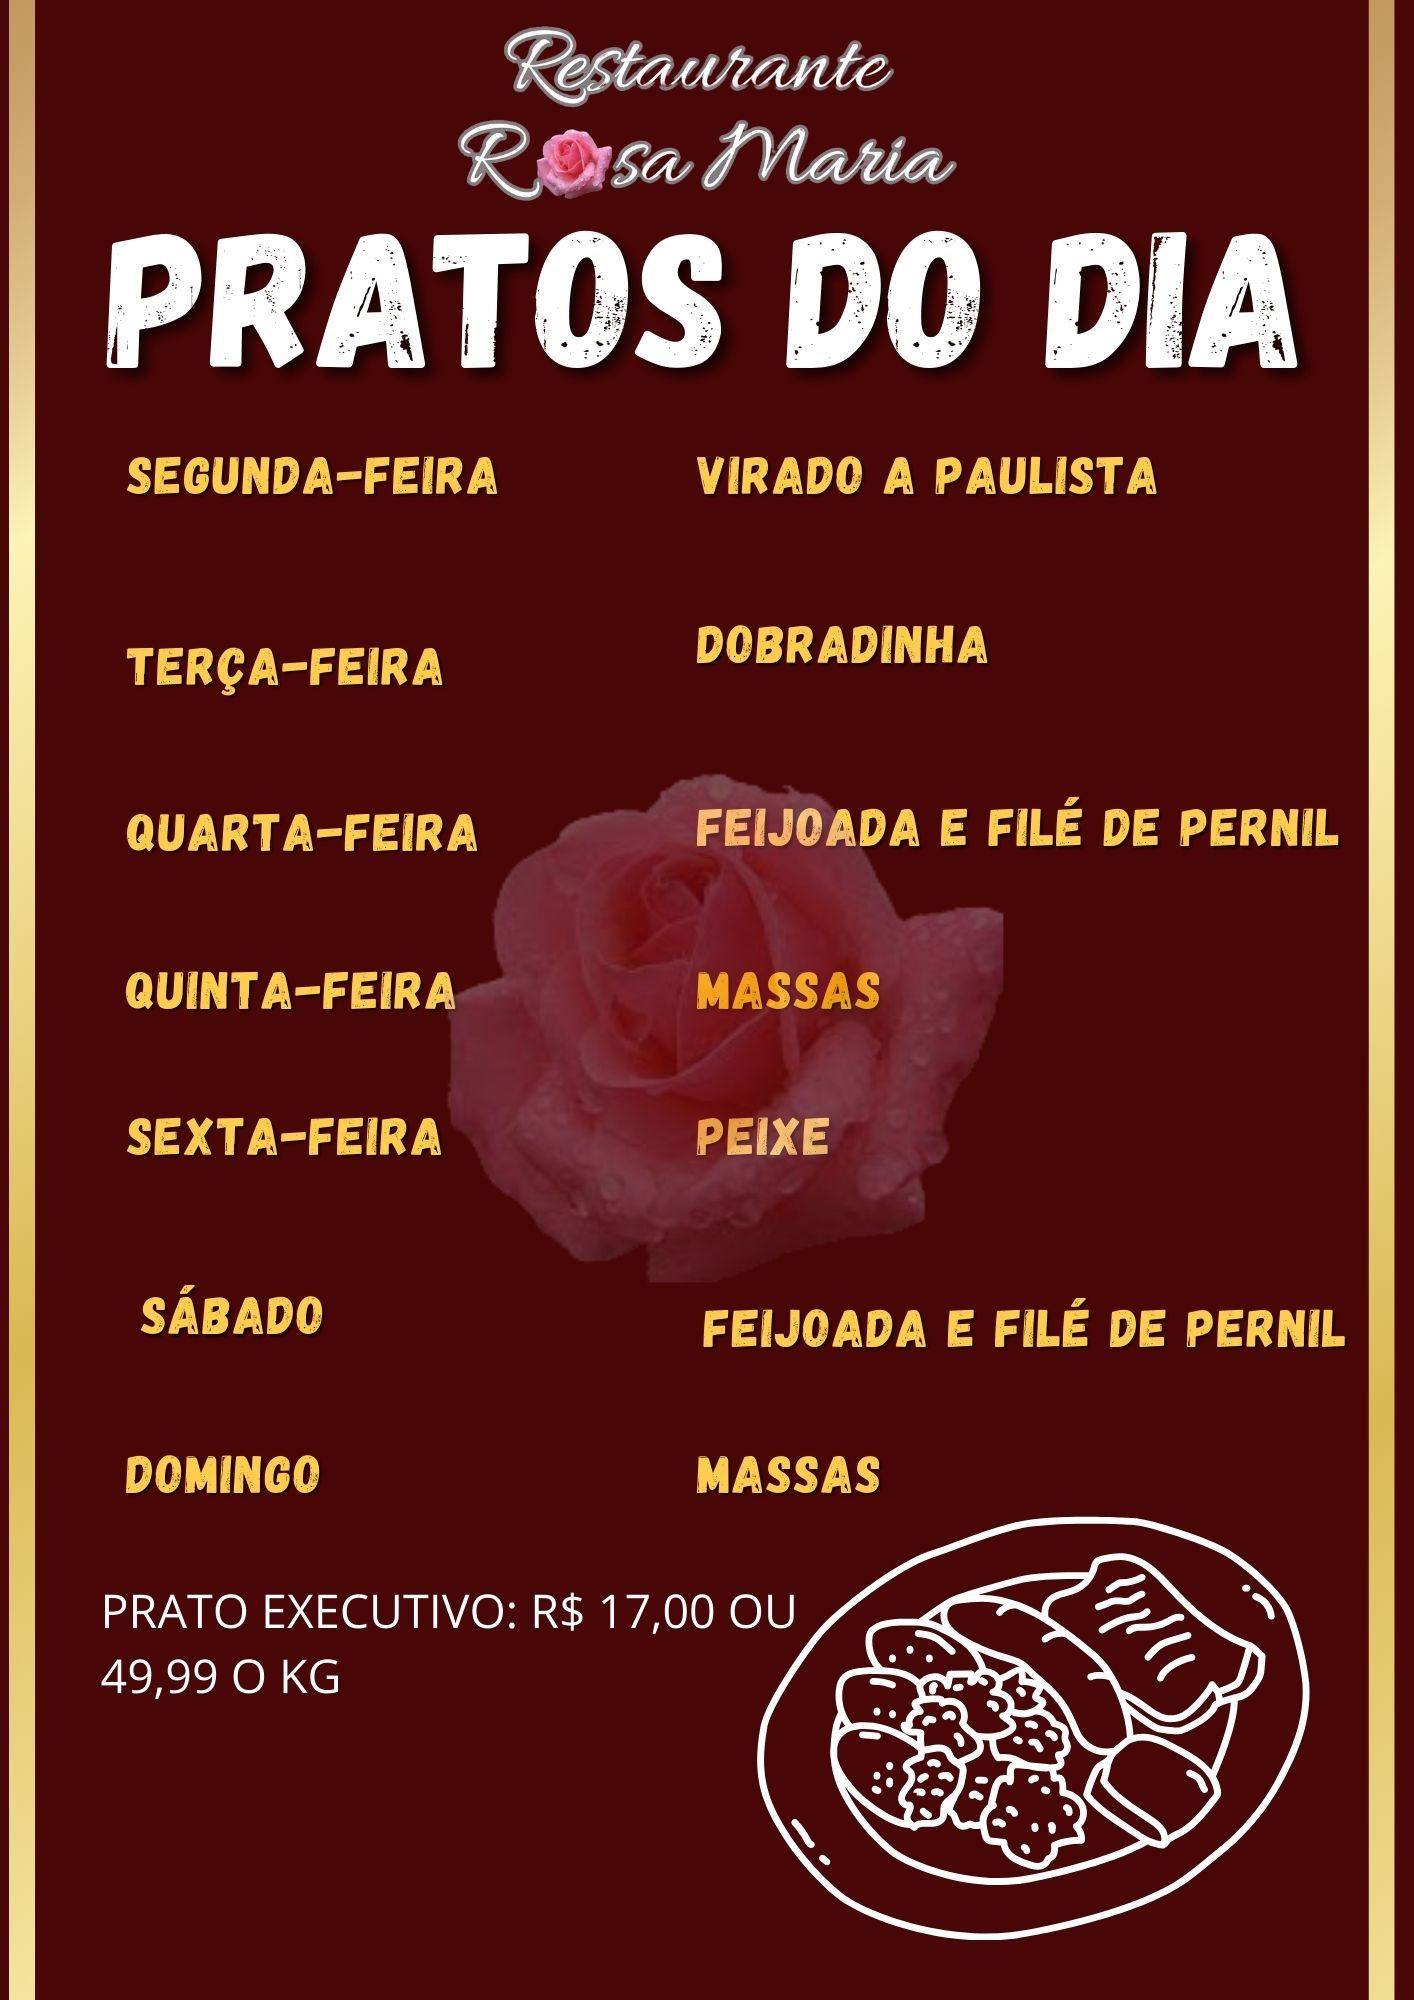 Restaurante
Rosa Maria
PRATOS DO DIA
SEGUNDA-FEIRA VIRADO A PAULISTA
TERÇA-FEIRA DOBRADINHA
QUARTA-FEIRA FEIJOADA E FILÉ DE PERNIL
QUINTA-FEIRA MASSAS
SEXTA-FEIRA PEIXE
SÁBADO FEIJOADA E FILÉ DE PERNIL
DOMINGO MASSAS
PRATO EXECUTIVO: R$ 17,00 OU
49,99 O KG